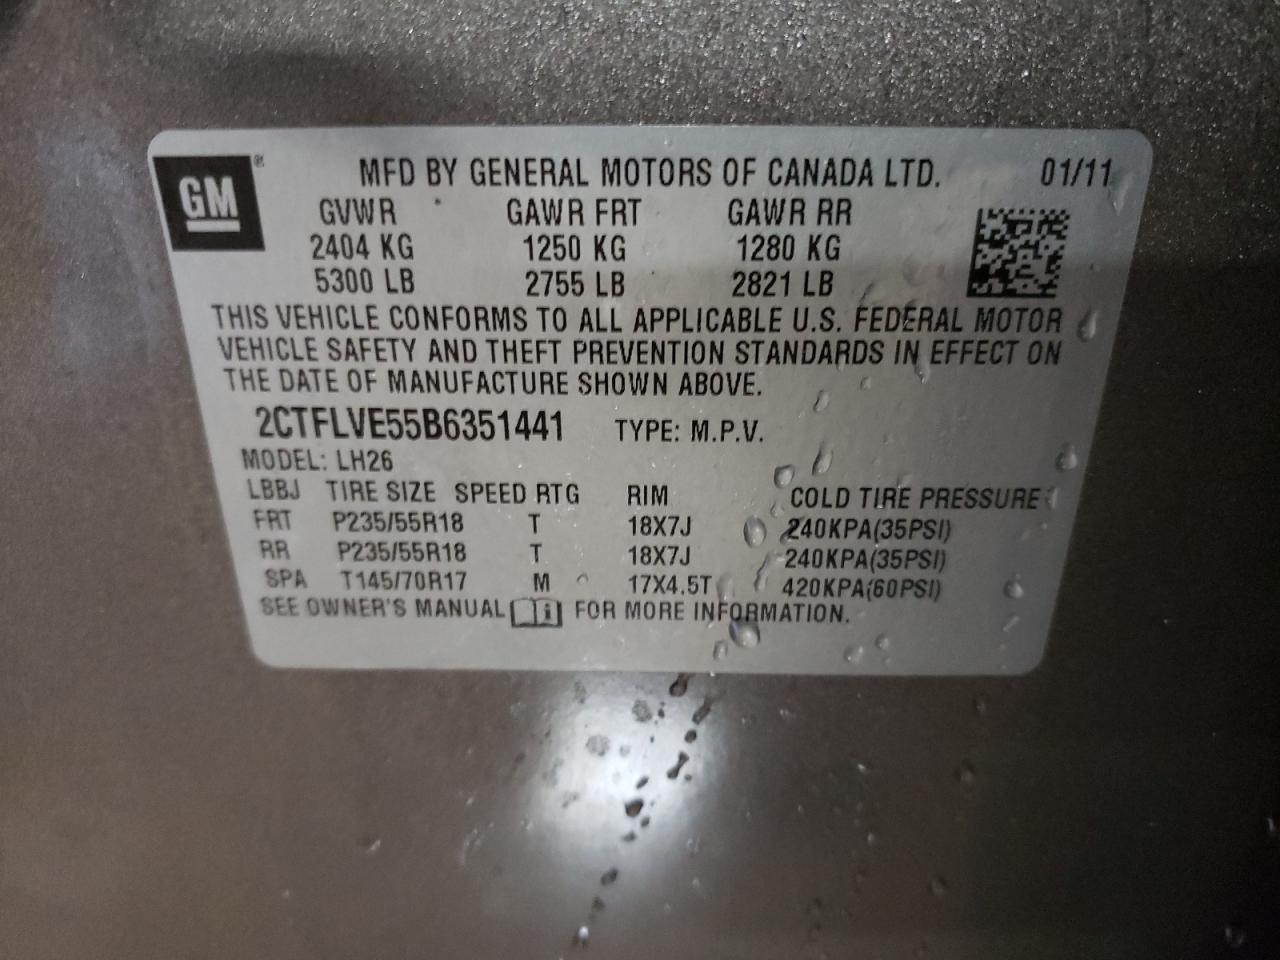 GM® MFD BY GENERAL MOTORS OF CANADA LTD. 01/11
GVWR GAWR FRT GAWR RR
2404 KG 1250 KG 1280 KG
5300 LB 2755 LB 2821 LB
THIS VEHICLE CONFORMS TO ALL APPLICABLE U.S. FEDERAL MOTOR
VEHICLE SAFETY AND THEFT PREVENTION STANDARDS IN EFFECT ON
THE DATE OF MANUFACTURE SHOWN ABOVE.
2CTFLVE55B6351441 TYPE: M.P.V.
MODEL: LH26
LBBJ TIRE SIZE SPEED RTG RIM COLD TIRE PRESSURE
FRT P235/55R18 T 18X7J 240KPA(35PSI)
RR P235/55R18 T 18X7J 240KPA(35PSI)
SPA T145/70R17 M 17X4.5T 420KPA(60PSI)
SEE OWNER'S MANUAL i FOR MORE INFORMATION.